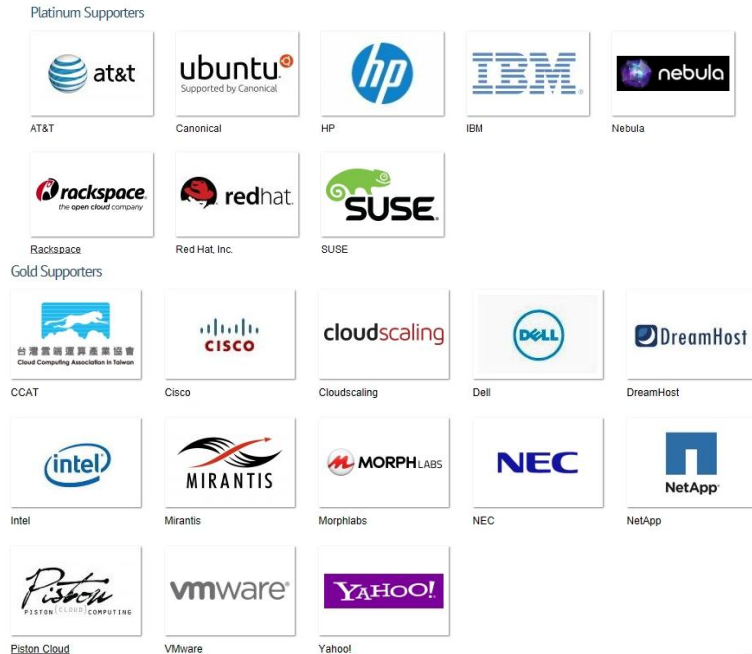 Platinum Supporters
at&t
ubuntu®
Supported by Canonical
hp
IBM®
nebula
AT&T
Canonical
HP
IBM
Nebula
rackspace®
the open cloud company
redhat.
SUSE®
Rackspace
Red Hat, Inc.
SUSE
Gold Supporters
台灣雲端運算產業協會
Cloud Computing Association in Taiwan
CISCO
cloudscaling
DELL
DreamHost
CCAT
Cisco
Cloudscaling
Dell
DreamHost
intel
MIRANTIS
M MORPHLABS
NEC
NetApp
Intel
Mirantis
Morphlabs
NEC
NetApp
Piston
PISTON [CLOUD] COMPUTING
vmware®
YAHOO!
Piston Cloud
VMware
Yahoo!